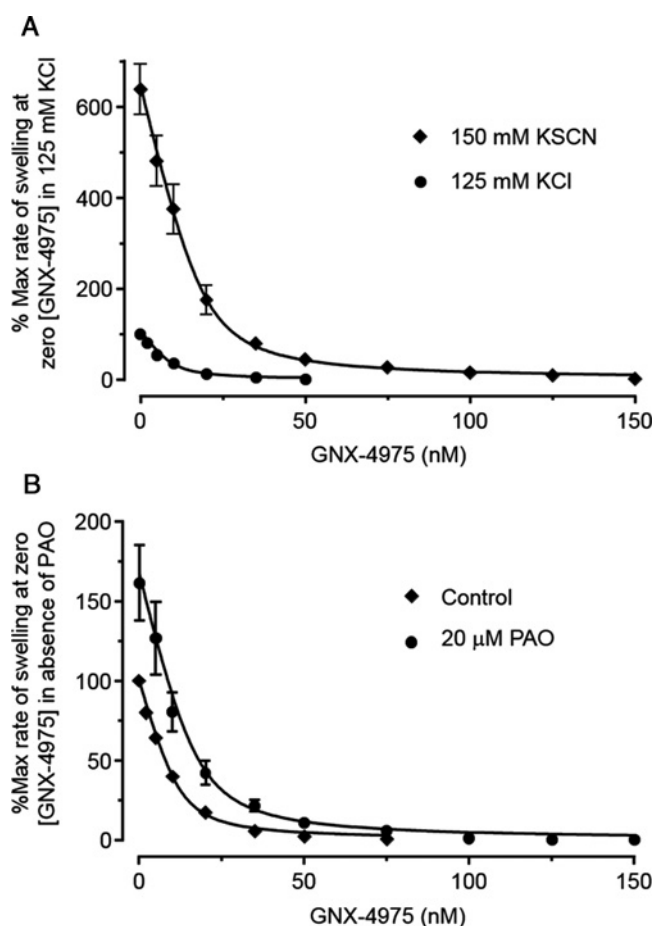 A
% Max rate of swelling at
zero [GNX-4975] in 125 mM KCl
600
400
200
0
150 mM KSCN
125 mM KCl
0
50
100
150
GNX-4975 (nM)
B
%Max rate of swelling at zero
[GNX-4975] in absence of PAO
200
150
100
50
0
Control
20 µM PAO
0
50
100
150
GNX-4975 (nM)